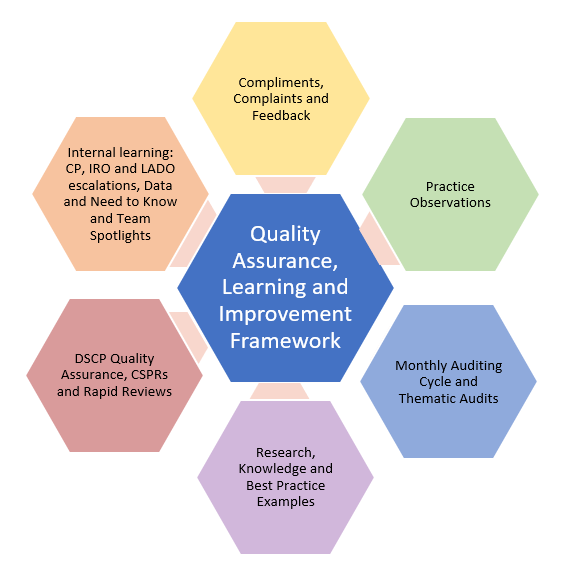 Compliments,
Complaints and
Feedback
Internal learning:
CP, IRO and LADO
escalations, Data
and Need to Know
and Team
Spotlights
Practice
Observations
Quality
Assurance,
Learning and
Improvement
Framework
DSCP Quality
Assurance, CSPRs
and Rapid Reviews
Monthly Auditing
Cycle and
Thematic Audits
Research,
Knowledge and
Best Practice
Examples